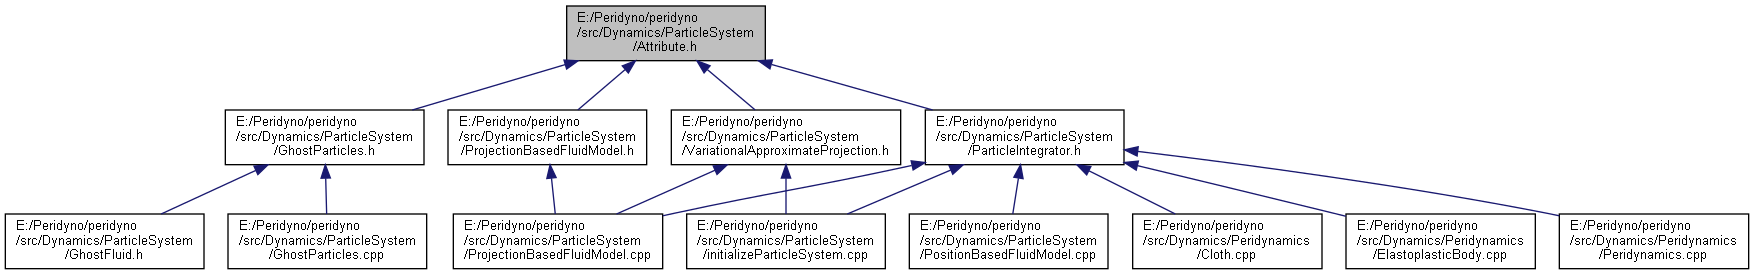 E:/Peridyno/peridyno
/src/Dynamics/ParticleSystem
/Attribute.h
E:/Peridyno/peridyno
/src/Dynamics/ParticleSystem
/GhostParticles.h
E:/Peridyno/peridyno
/src/Dynamics/ParticleSystem
/ProjectionBasedFluidModel.h
E:/Peridyno/peridyno
/src/Dynamics/ParticleSystem
/VariationalApproximateProjection.h
E:/Peridyno/peridyno
/src/Dynamics/ParticleSystem
/ParticleIntegrator.h
E:/Peridyno/peridyno
/src/Dynamics/ParticleSystem
/GhostFluid.h
E:/Peridyno/peridyno
/src/Dynamics/ParticleSystem
/GhostParticles.cpp
E:/Peridyno/peridyno
/src/Dynamics/ParticleSystem
/ProjectionBasedFluidModel.cpp
E:/Peridyno/peridyno
/src/Dynamics/ParticleSystem
/initializeParticleSystem.cpp
E:/Peridyno/peridyno
/src/Dynamics/ParticleSystem
/PositionBasedFluidModel.cpp
E:/Peridyno/peridyno
/src/Dynamics/Peridynamics
/Cloth.cpp
E:/Peridyno/peridyno
/src/Dynamics/Peridynamics
/ElastoplasticBody.cpp
E:/Peridyno/peridyno
/src/Dynamics/Peridynamics
/Peridynamics.cpp